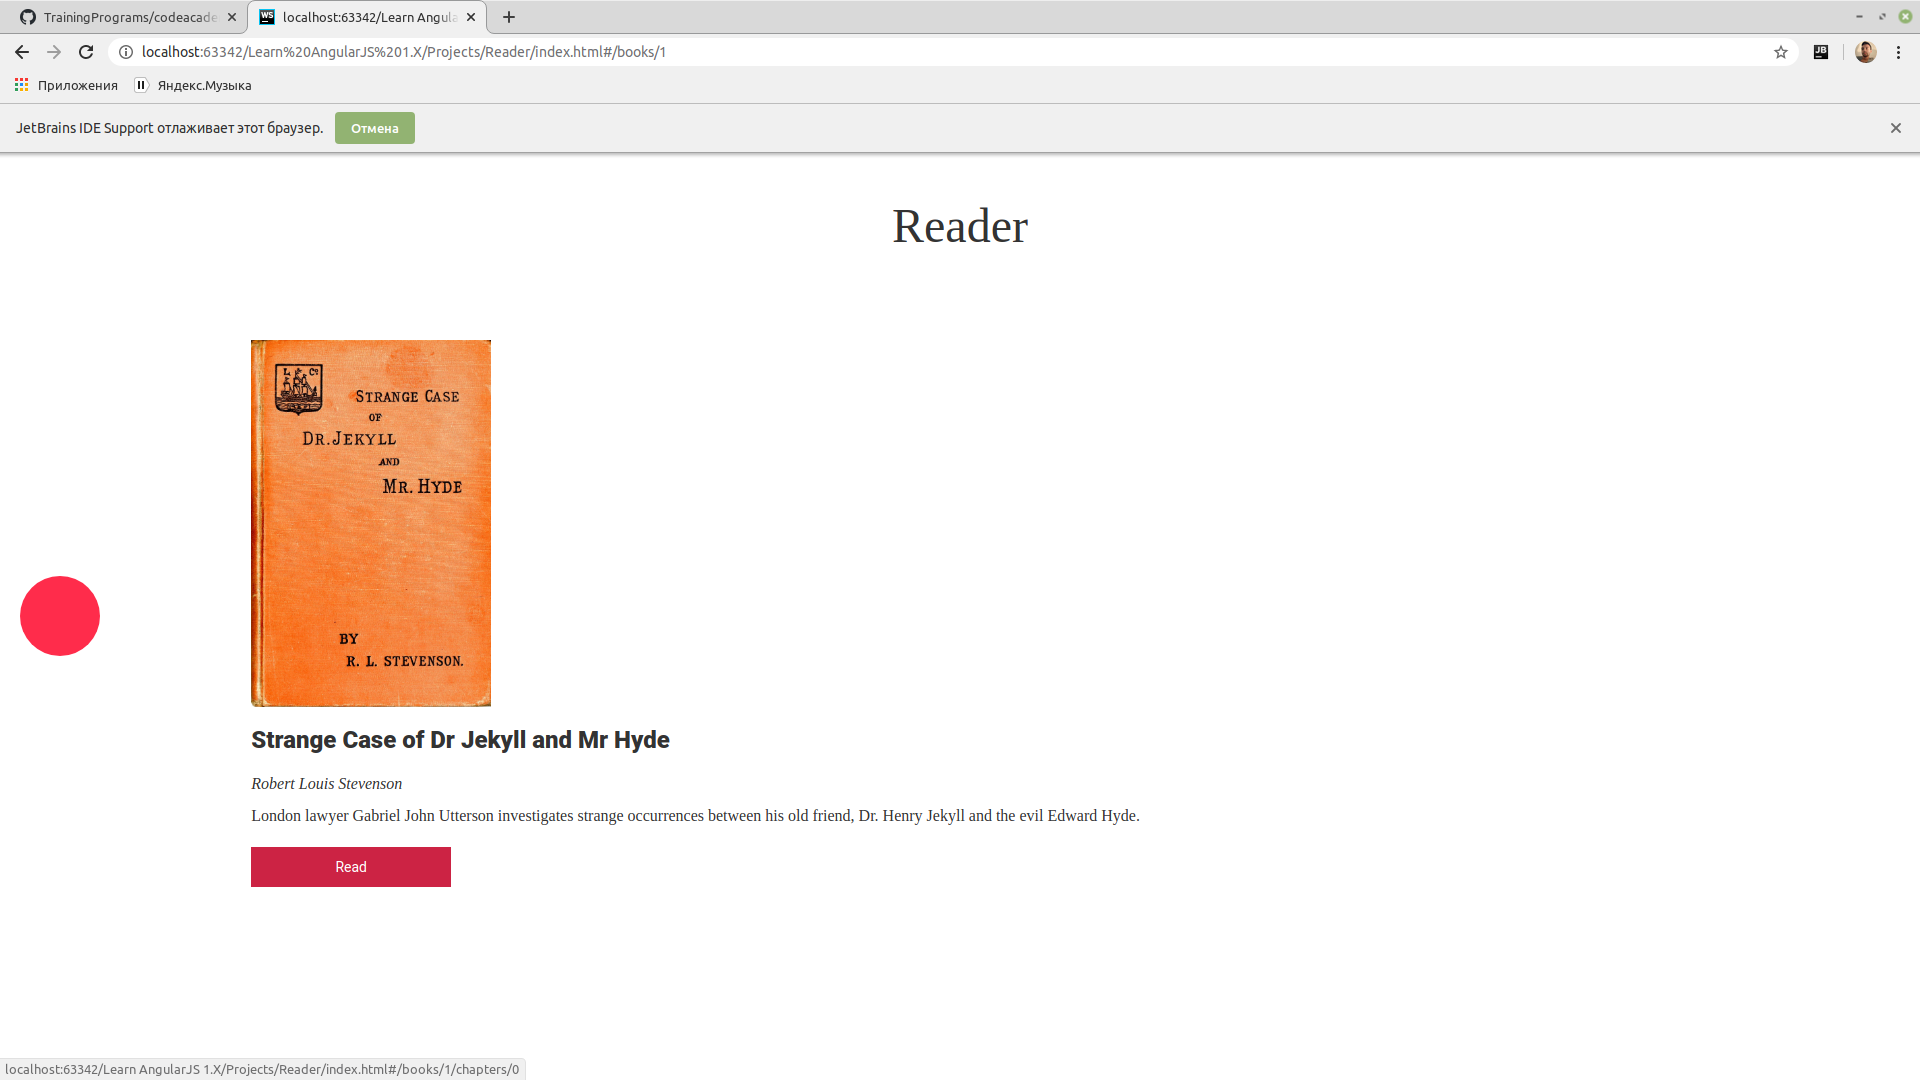 TrainingPrograms/codeacade
localhost:63342/Learn Angula
localhost:63342/Learn%20AngularJS%201.X/Projects/Reader/index.html#/books/1
Приложения
Яндекс.Музыка
JetBrains IDE Support отлаживает этот браузер.
Отмена
Reader
L. Co
STRANGE CASE
OF
DR. JEKYLL
AND
MR. HYDE
BY
R. L. STEVENSON.
Strange Case of Dr Jekyll and Mr Hyde
Robert Louis Stevenson
London lawyer Gabriel John Utterson investigates strange occurrences between his old friend, Dr. Henry Jekyll and the evil Edward Hyde.
Read
localhost:63342/Learn AngularJS 1.X/Projects/Reader/index.html#/books/1/chapters/0